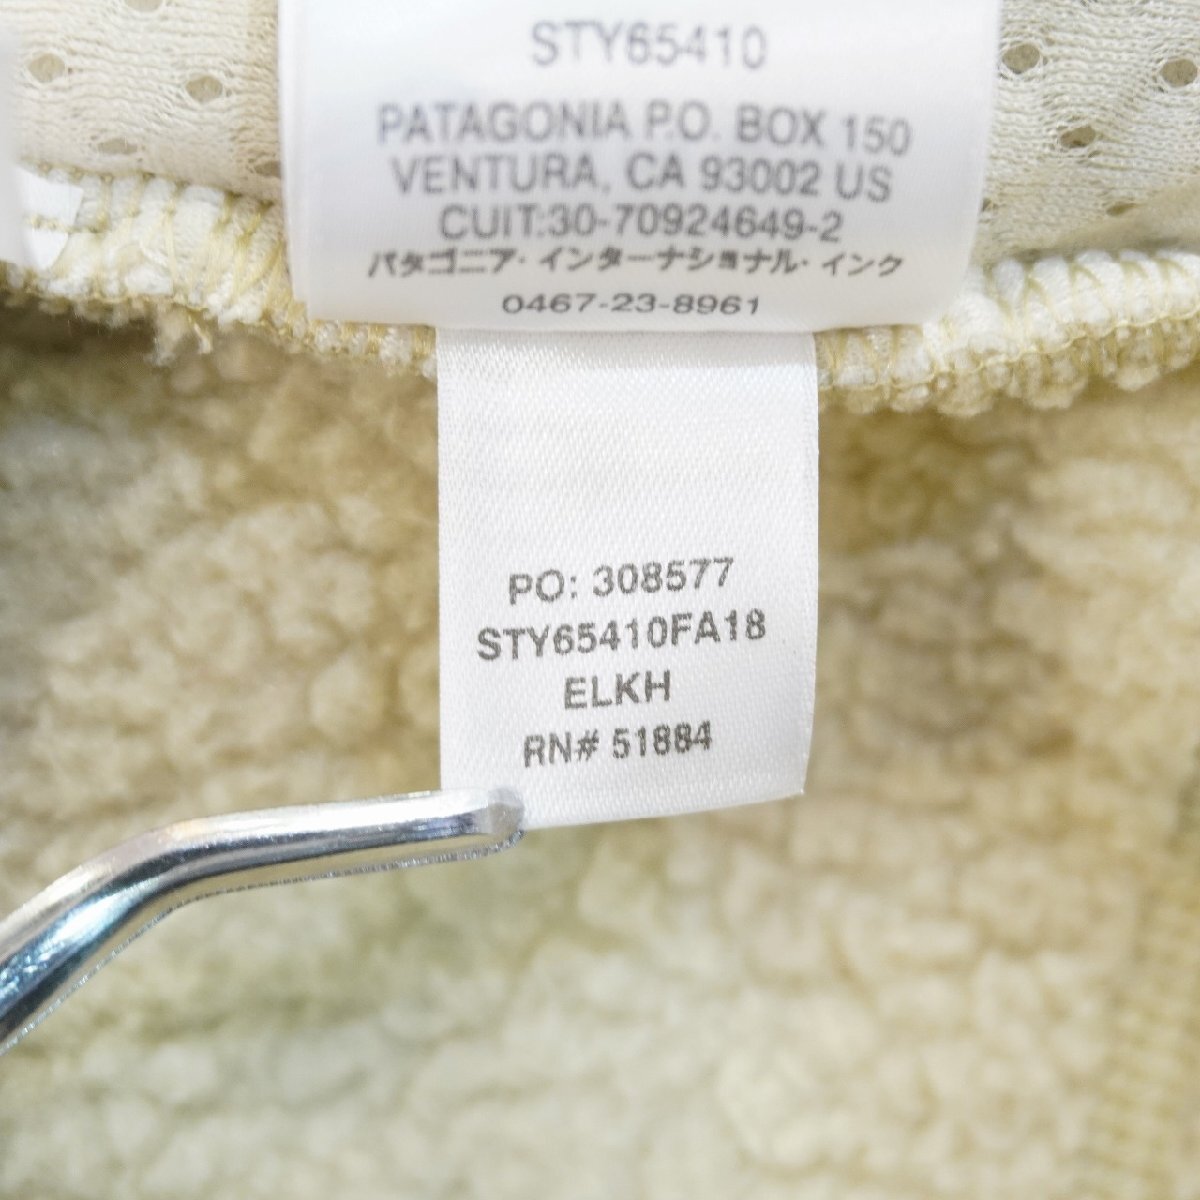 STY65410
PATAGONIA P.O. BOX 150
VENTURA, CA 93002 US
CUIT:30-70924649-2
パタゴニア・インターナショナル・インク
0467-23-8961
PO: 308577
STY65410FA18
ELKH
RN# 51884